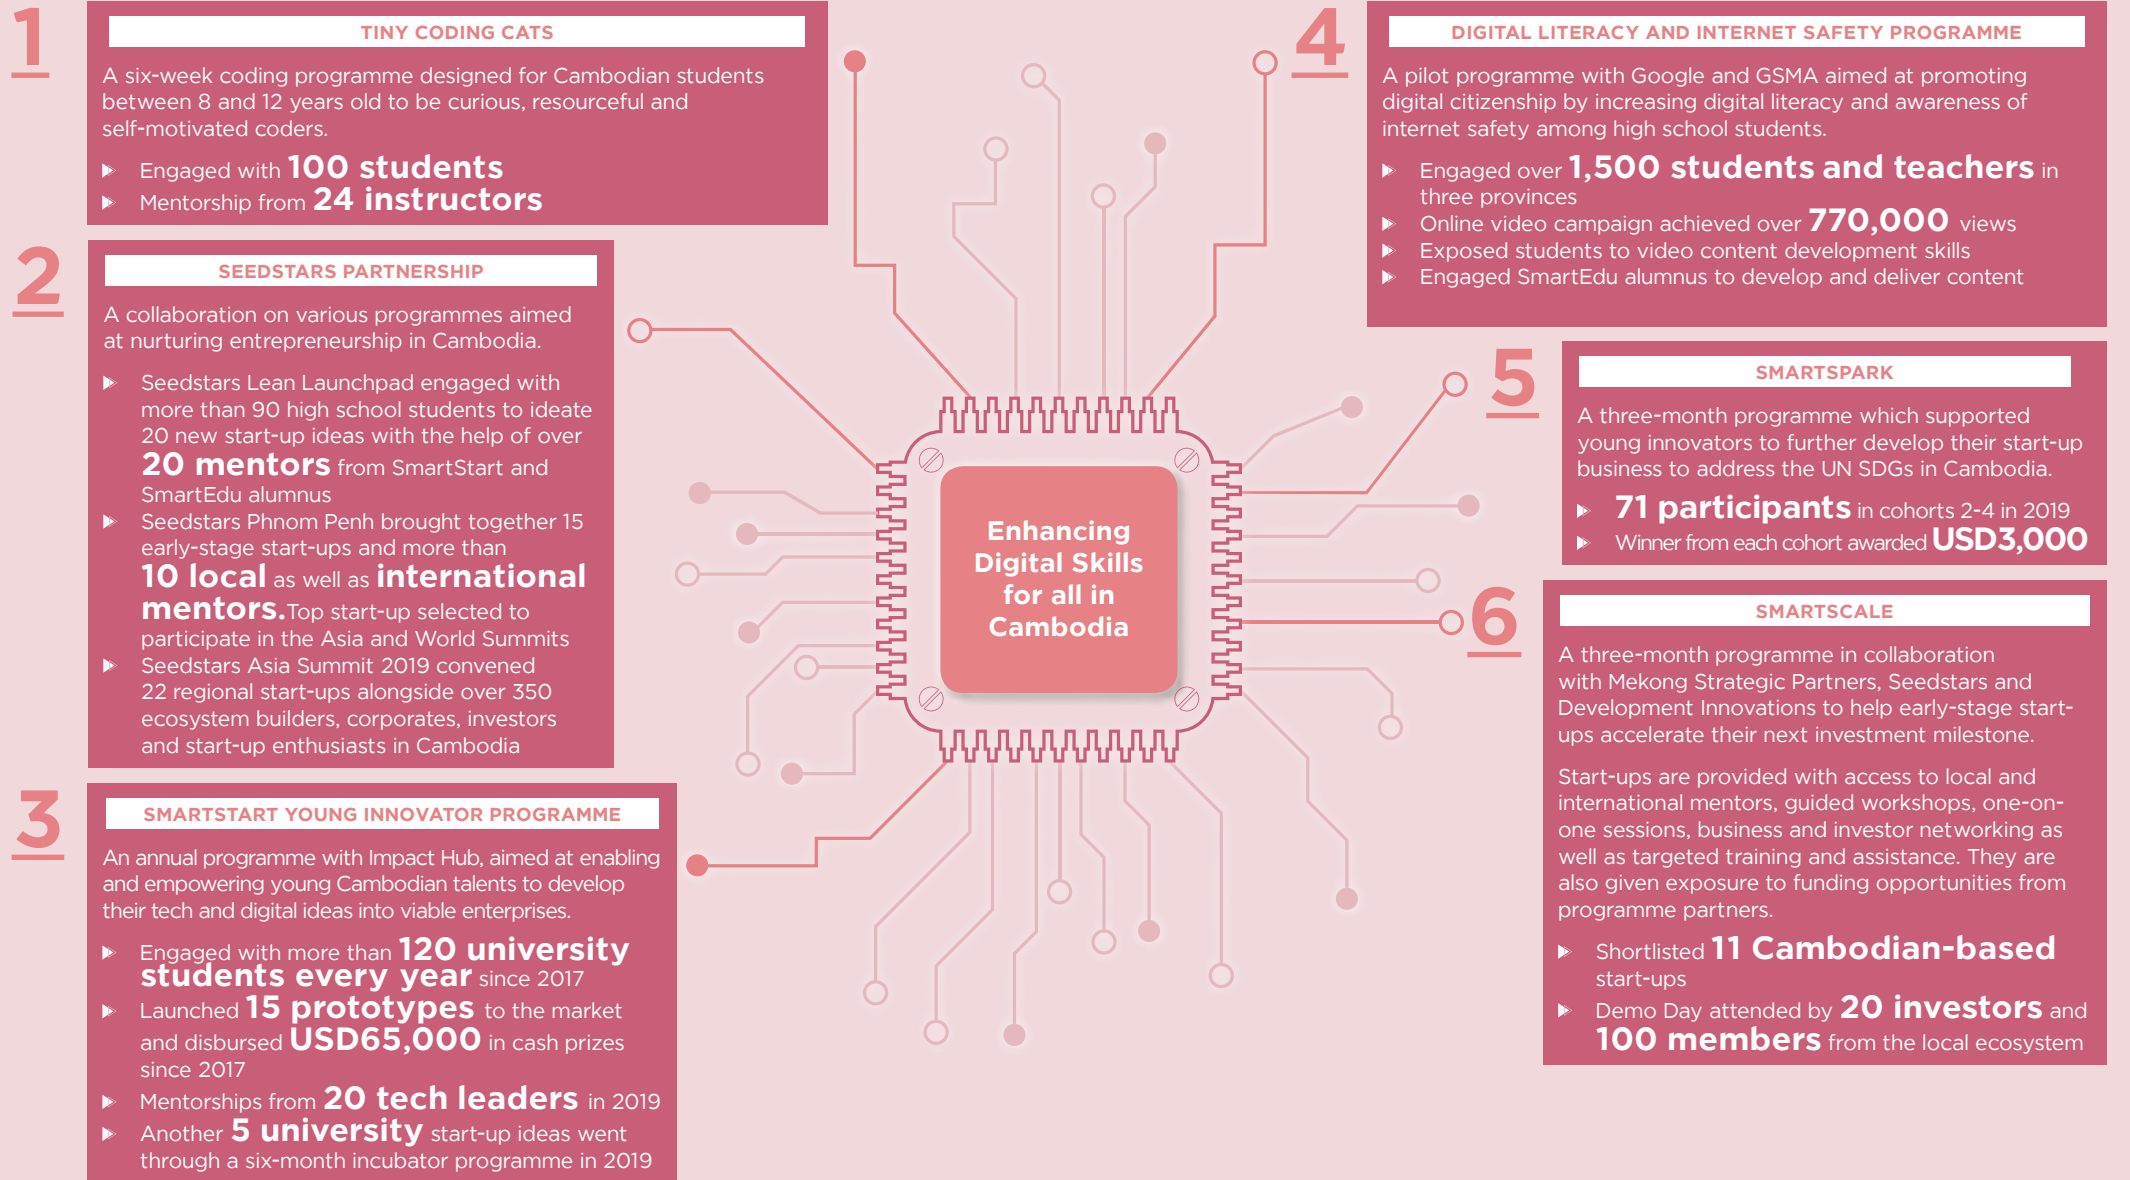 1
TINY CODING CATS
A six-week coding programme designed for Cambodian students
between 8 and 12 years old to be curious, resourceful and
self-motivated coders.
Engaged with 100 students
Mentorship from 24 instructors
2
SEEDSTARS PARTNERSHIP
A collaboration on various programmes aimed
at nurturing entrepreneurship in Cambodia.
Seedstars Lean Launchpad engaged with
more than 90 high school students to ideate
20 new start-up ideas with the help of over
20 mentors from SmartStart and
SmartEdu alumnus
Seedstars Phnom Penh brought together 15
early-stage start-ups and more than
10 local as well as international
mentors. Top start-up selected to
participate in the Asia and World Summits
Seedstars Asia Summit 2019 convened
22 regional start-ups alongside over 350
ecosystem builders, corporates, investors
and start-up enthusiasts in Cambodia
3
SMARTSTART YOUNG INNOVATOR PROGRAMME
An annual programme with Impact Hub, aimed at enabling
and empowering young Cambodian talents to develop
their tech and digital ideas into viable enterprises.
Engaged with more than 120 university
students every year since 2017
Launched 15 prototypes to the market
and disbursed USD65,000 in cash prizes
since 2017
Mentorships from 20 tech leaders in 2019
Another 5 university start-up ideas went
through a six-month incubator programme in 2019
Enhancing
Digital Skills
for all in
Cambodia
4
DIGITAL LITERACY AND INTERNET SAFETY PROGRAMME
A pilot programme with Google and GSMA aimed at promoting
digital citizenship by increasing digital literacy and awareness of
internet safety among high school students.
Engaged over 1,500 students and teachers in
three provinces
Online video campaign achieved over 770,000 views
Exposed students to video content development skills
Engaged SmartEdu alumnus to develop and deliver content
5
SMARTSPARK
A three-month programme which supported
young innovators to further develop their start-up
business to address the UN SDGs in Cambodia.
71 participants in cohorts 2-4 in 2019
Winner from each cohort awarded USD3,000
6
SMARTSCALE
A three-month programme in collaboration
with Mekong Strategic Partners, Seedstars and
Development Innovations to help early-stage start-
ups accelerate their next investment milestone.
Start-ups are provided with access to local and
international mentors, guided workshops, one-on-
one sessions, business and investor networking as
well as targeted training and assistance. They are
also given exposure to funding opportunities from
programme partners.
Shortlisted 11 Cambodian-based
start-ups
Demo Day attended by 20 investors and
100 members from the local ecosystem